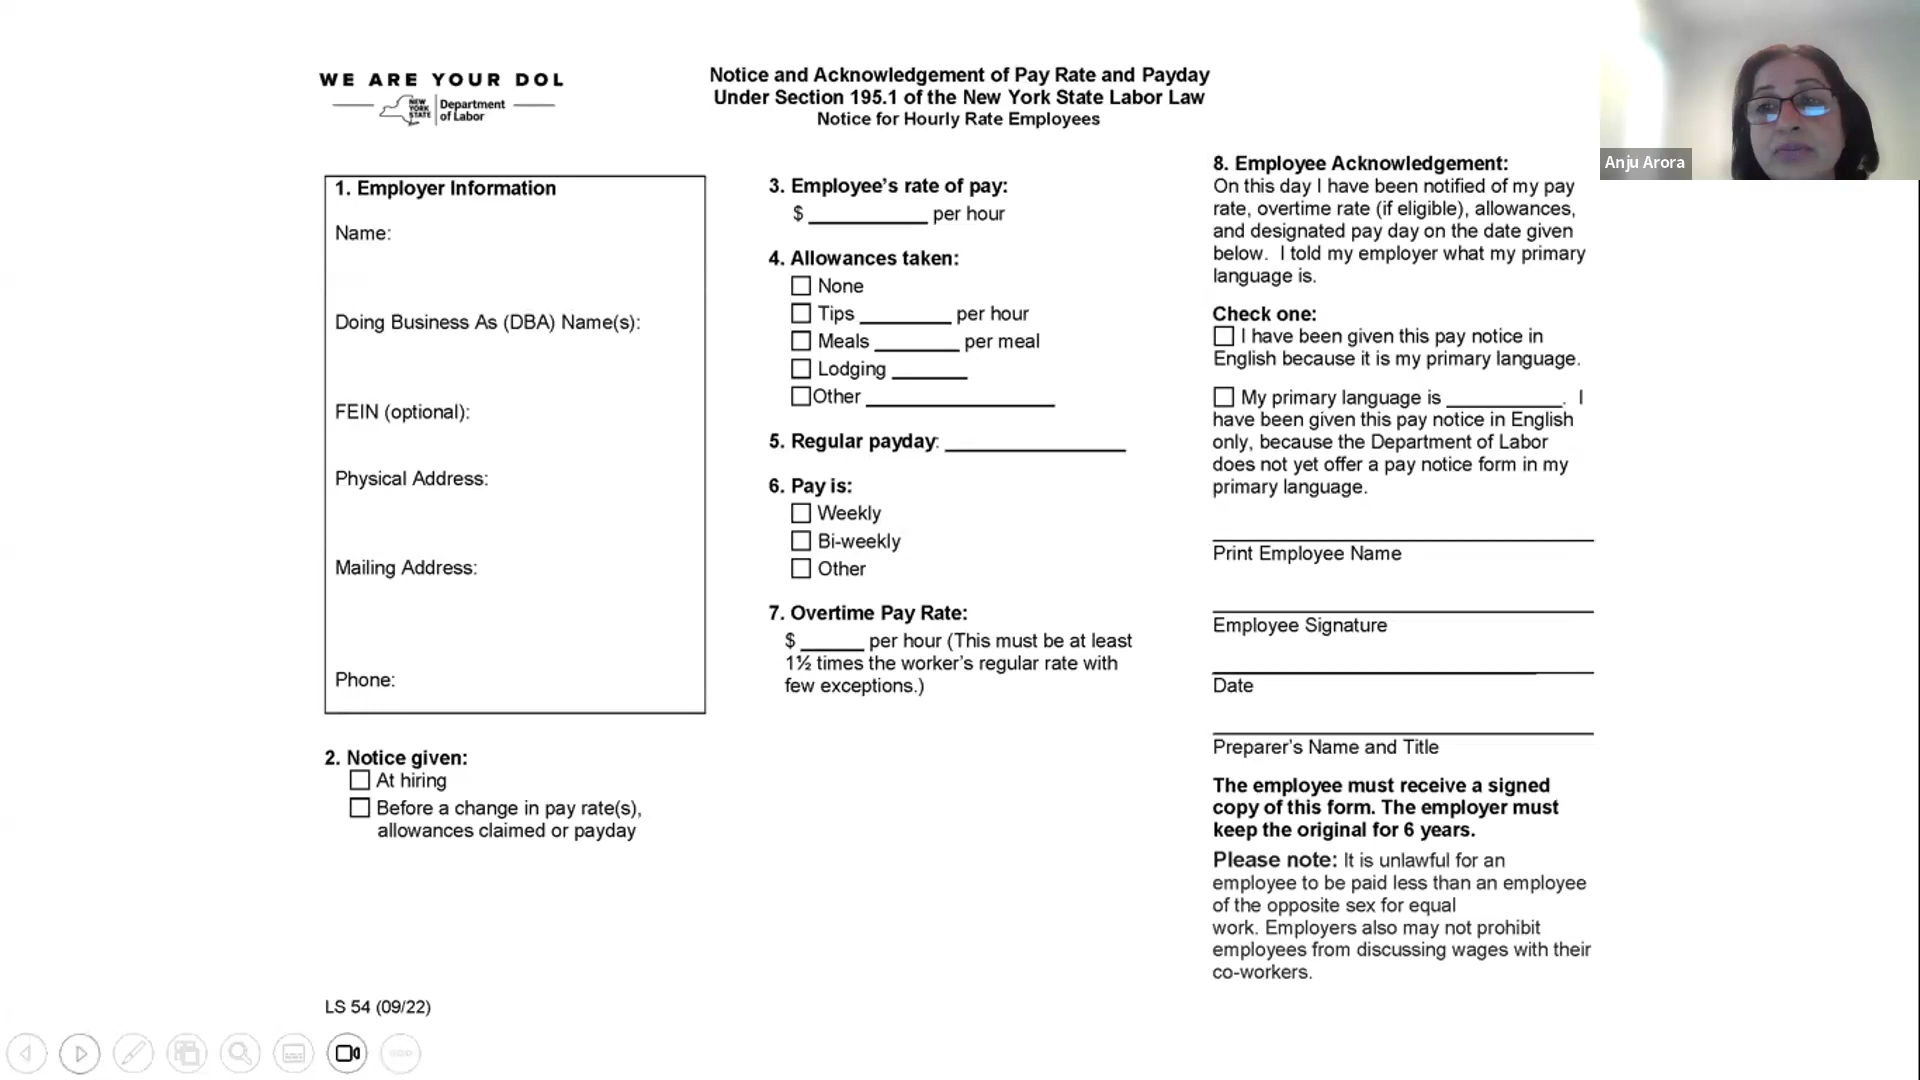 WE ARE YOUR DOL
NEW YORK STATE
Department of Labor
Notice and Acknowledgement of Pay Rate and Payday
Under Section 195.1 of the New York State Labor Law
Notice for Hourly Rate Employees
Anju Arora
1. Employer Information
Name:
Doing Business As (DBA) Name(s):
FEIN (optional):
Physical Address:
Mailing Address:
Phone:
2. Notice given:
At hiring
Before a change in pay rate(s),
allowances claimed or payday
LS 54 (09/22)
3. Employee’s rate of pay:
$ ___________ per hour
4. Allowances taken:
None
Tips _________ per hour
Meals ________ per meal
Lodging _______
Other __________________
5. Regular payday: _________________
6. Pay is:
Weekly
Bi-weekly
Other
7. Overtime Pay Rate:
$ ______ per hour (This must be at least
1½ times the worker’s regular rate with
few exceptions.)
8. Employee Acknowledgement:
On this day I have been notified of my pay
rate, overtime rate (if eligible), allowances,
and designated pay day on the date given
below. I told my employer what my primary
language is.
Check one:
I have been given this pay notice in
English because it is my primary language.
My primary language is ___________. I
have been given this pay notice in English
only, because the Department of Labor
does not yet offer a pay notice form in my
primary language.
Print Employee Name
Employee Signature
Date
Preparer’s Name and Title
The employee must receive a signed
copy of this form. The employer must
keep the original for 6 years.
Please note: It is unlawful for an
employee to be paid less than an employee
of the opposite sex for equal
work. Employers also may not prohibit
employees from discussing wages with their
co-workers.